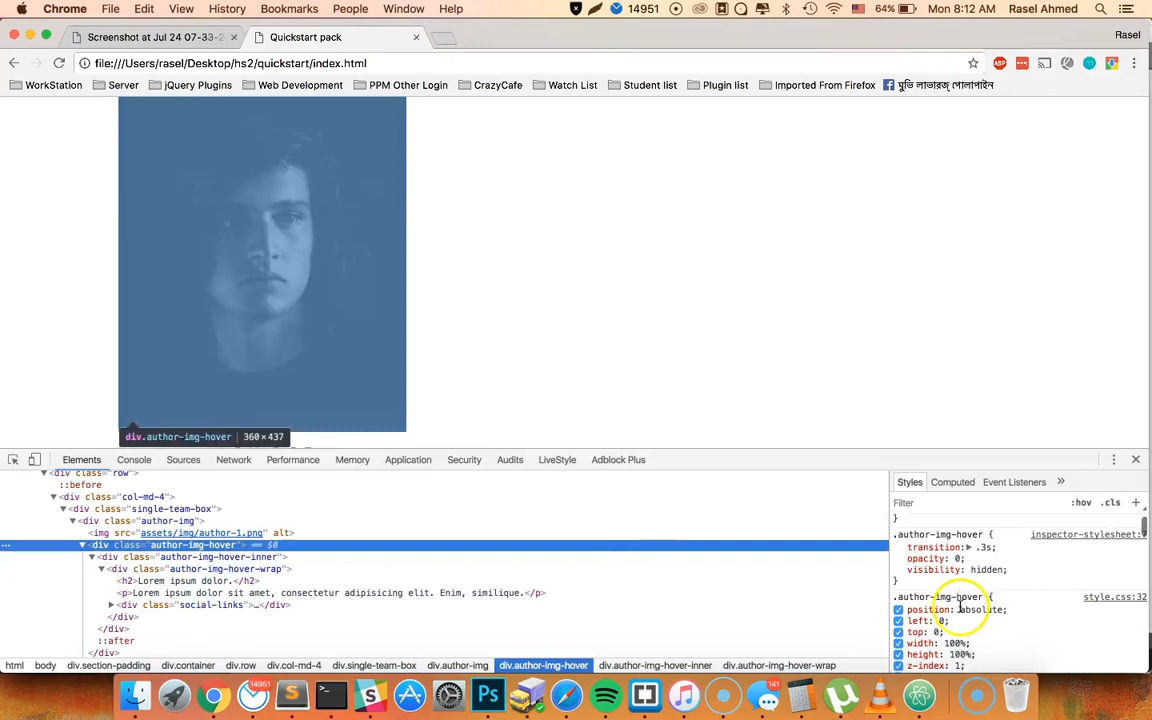 Chrome File Edit View History Bookmarks People Window Help 14951 64% Mon 8:12 AM Rasel Ahmed
Screenshot at Jul 24 07-33-2 Quickstart pack Rasel
file:///Users/rasel/Desktop/hs2/quickstart/index.html
WorkStation Server jQuery Plugins Web Development PPM Other Login CrazyCafe Watch List Student list Plugin list Imported From Firefox মুভি লাভারজ্ পোলাপাইন
div.author-img-hover | 360×437
Elements Console Sources Network Performance Memory Application Security Audits LiveStyle Adblock Plus
▼<div class="row">
::before
▼<div class="col-md-4">
▼<div class="single-team-box">
▼<div class="author-img">
<img src="assets/img/author-1.png" alt>
▼<div class="author-img-hover"> == $0
▼<div class="author-img-hover-inner">
▼<div class="author-img-hover-wrap">
<h2>Lorem ipsum dolor.</h2>
<p>Lorem ipsum dolor sit amet, consectetur adipisicing elit. Enim, similique.</p>
▶<div class="social-links">…</div>
</div>
</div>
::after
</div>
html body div.section-padding div.container div.row div.col-md-4 div.single-team-box div.author-img div.author-img-hover div.author-img-hover-inner div.author-img-hover-wrap
Styles Computed Event Listeners »
Filter :hov .cls +
}
.author-img-hover { inspector-stylesheet:
transition:▶ .3s;
opacity: 0;
visibility: hidden;
}
.author-img-hover { style.css:32
position: absolute;
left: 0;
top: 0;
width: 100%;
height: 100%;
z-index: 1;
14951
141